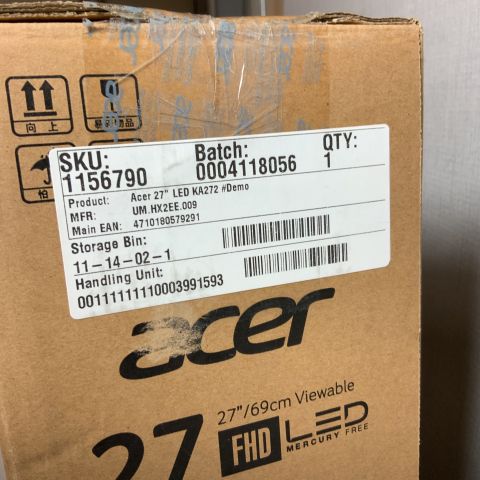 acer
向上
SKU: Batch: QTY:
1156790 0004118056 1
Product: Acer 27" LED KA272 #Demo
MFR: UM.HX2EE.009
Main EAN: 4710180579291
Storage Bin:
11-14-02-1
Handling Unit:
00111111110003991593
acer
27 27"/69cm Viewable
FHD LED
MERCURY FREE